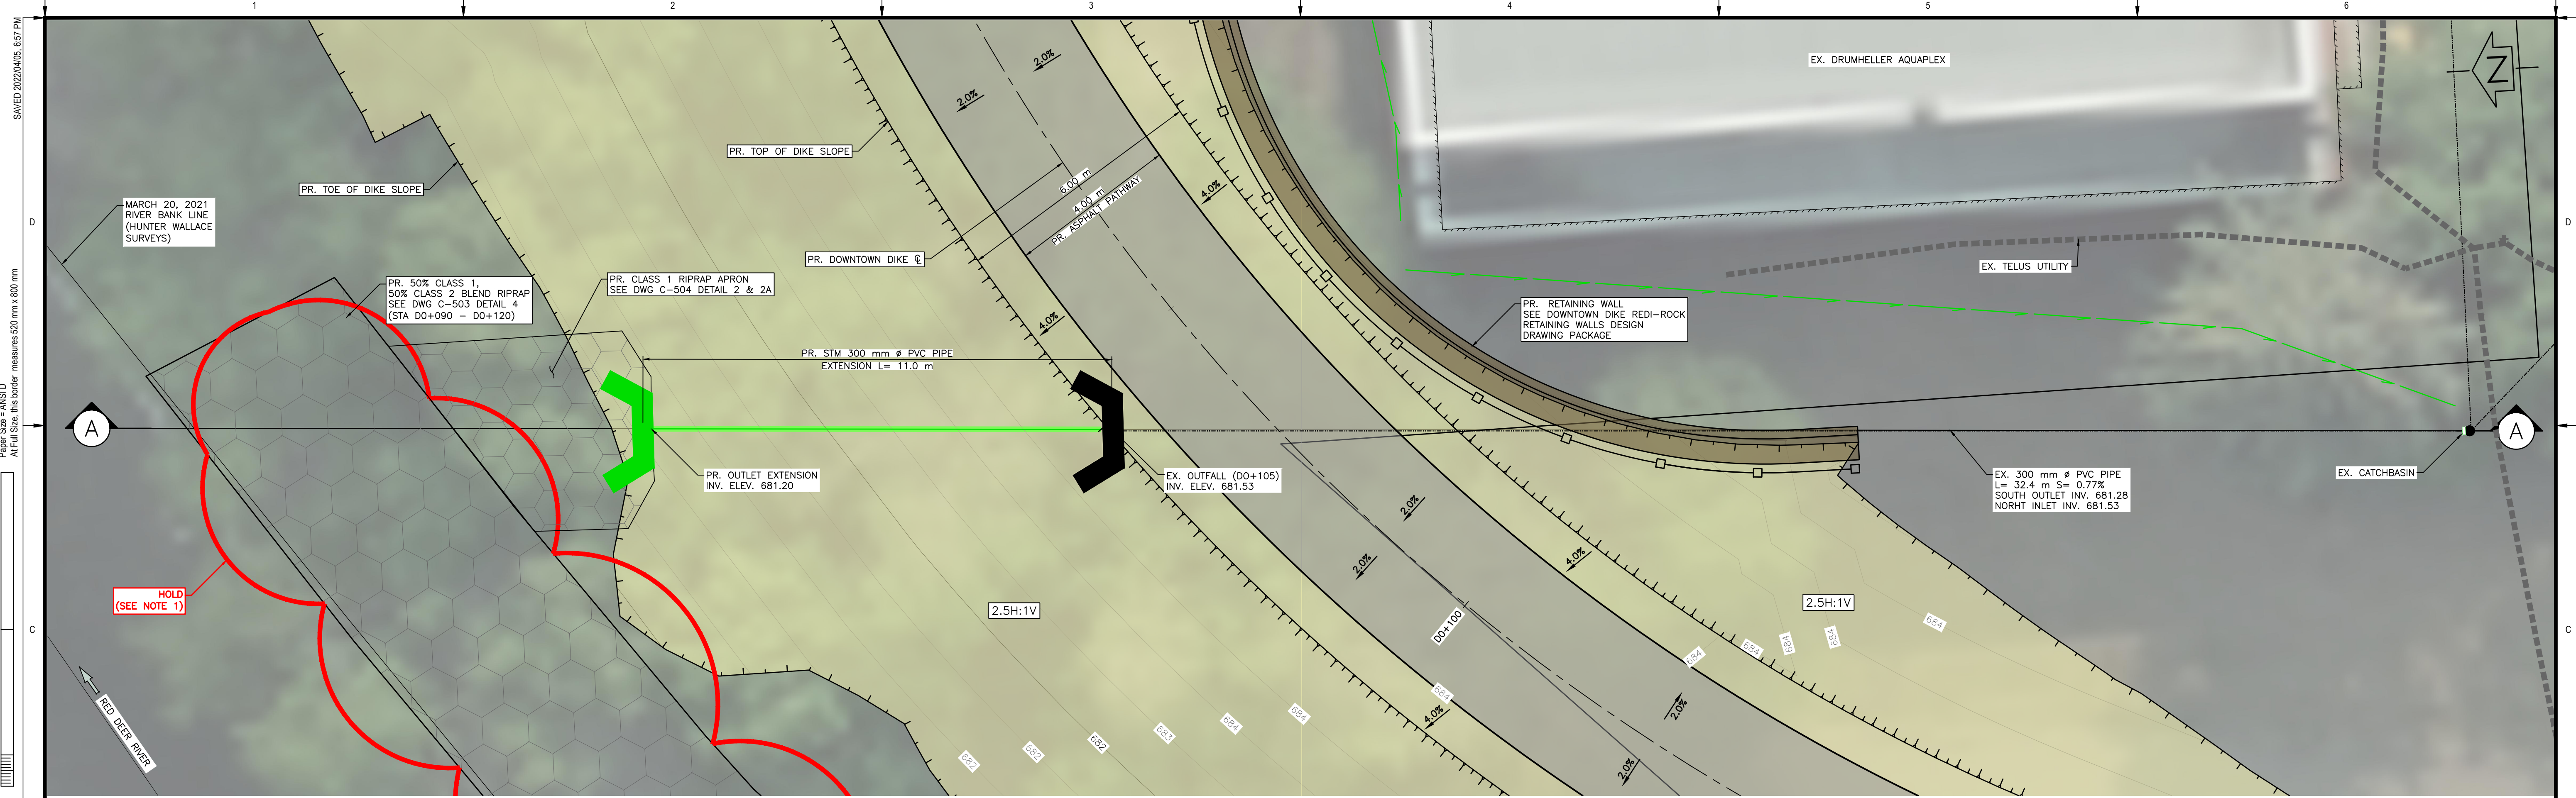 1
2
3
4
5
6
SAVED 2022/04/05, 6:57 PM
Paper Size = ANSI D
At Full Size, this border measures 520 mm x 800 mm
D
D
C
C
EX. DRUMHELLER AQUAPLEX
N
2.0%
2.0%
PR. TOP OF DIKE SLOPE
PR. TOE OF DIKE SLOPE
6.00 m
4.00 m
PR. ASPHALT PATHWAY
4.0%
MARCH 20, 2021
RIVER BANK LINE
(HUNTER WALLACE
SURVEYS)
PR. DOWNTOWN DIKE ℄
EX. TELUS UTILITY
PR. 50% CLASS 1,
50% CLASS 2 BLEND RIPRAP
SEE DWG C-503 DETAIL 4
(STA D0+090 - D0+120)
PR. CLASS 1 RIPRAP APRON
SEE DWG C-504 DETAIL 2 & 2A
4.0%
PR. RETAINING WALL
SEE DOWNTOWN DIKE REDI-ROCK
RETAINING WALLS DESIGN
DRAWING PACKAGE
PR. STM 300 mm ø PVC PIPE
EXTENSION L= 11.0 m
A
A
PR. OUTLET EXTENSION
INV. ELEV. 681.20
EX. OUTFALL (D0+105)
INV. ELEV. 681.53
EX. 300 mm ø PVC PIPE
L= 32.4 m S= 0.77%
SOUTH OUTLET INV. 681.28
NORHT INLET INV. 681.53
EX. CATCHBASIN
2.0%
2.0%
4.0%
HOLD
(SEE NOTE 1)
2.5H:1V
2.5H:1V
D0+100
684
684
684
684
684
684
4.0%
2.0%
2.0%
RED DEER RIVER
682
682
682
683
684
684